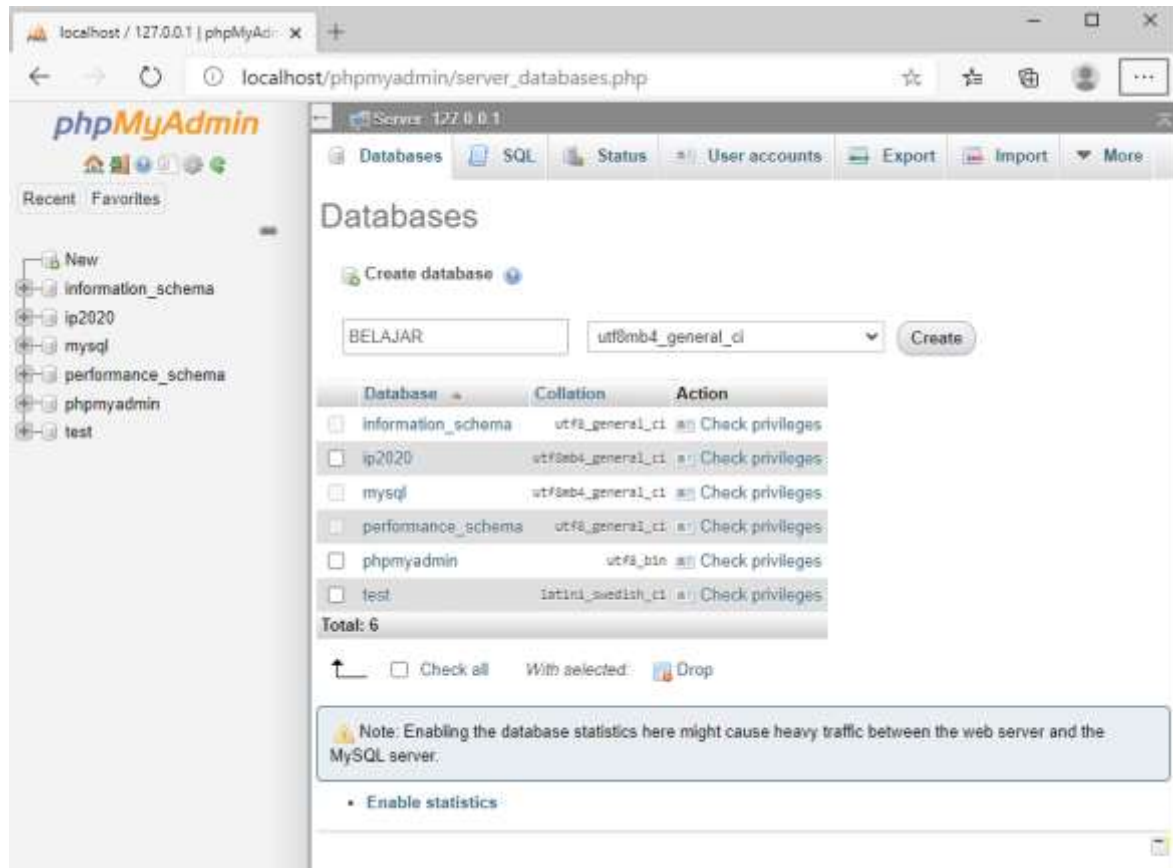 localhost / 127.0.0.1 | phpMyAd
localhost/phpmyadmin/server_databases.php
phpMyAdmin
Recent Favorites
New
information_schema
ip2020
mysql
performance_schema
phpmyadmin
test
Server: 127.0.0.1
Databases SQL Status User accounts Export Import More
Databases
Create database
BELAJAR utf8mb4_general_ci Create
Database Collation Action
information_schema utf8_general_ci Check privileges
ip2020 utf8mb4_general_ci Check privileges
mysql utf8mb4_general_ci Check privileges
performance_schema utf8_general_ci Check privileges
phpmyadmin utf8_bin Check privileges
test latin1_swedish_ci Check privileges
Total: 6
Check all With selected: Drop
Note: Enabling the database statistics here might cause heavy traffic between the web server and the
MySQL server.
• Enable statistics